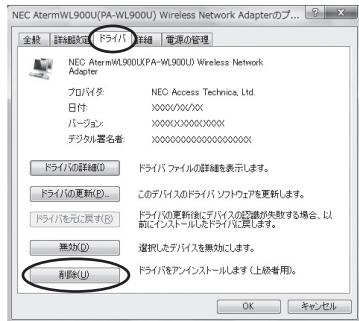 NEC AtermWL900U(PA-WL900U) Wireless Network Adapterのプ...
全般 詳細設定 ドライバ 詳細 電源の管理
NEC AtermWL900U(PA-WL900U) Wireless Network
Adapter
プロバイダ: NEC Access Technica, Ltd.
日付: XXXX/XX/XX
バージョン: XXXX.X.XXXX.XXXX
デジタル署名者: XXXXXXXXXXXXXXXXXXX
ドライバの詳細(I) ドライバ ファイルの詳細を表示します。
ドライバの更新(P)... このデバイスのドライバ ソフトウェアを更新します。
ドライバを元に戻す(R) ドライバの更新後にデバイスの認識が失敗する場合、以
前にインストールしたドライバに戻します。
無効(D) 選択したデバイスを無効にします。
削除(U) ドライバをアンインストールします (上級者用)。
OK キャンセル